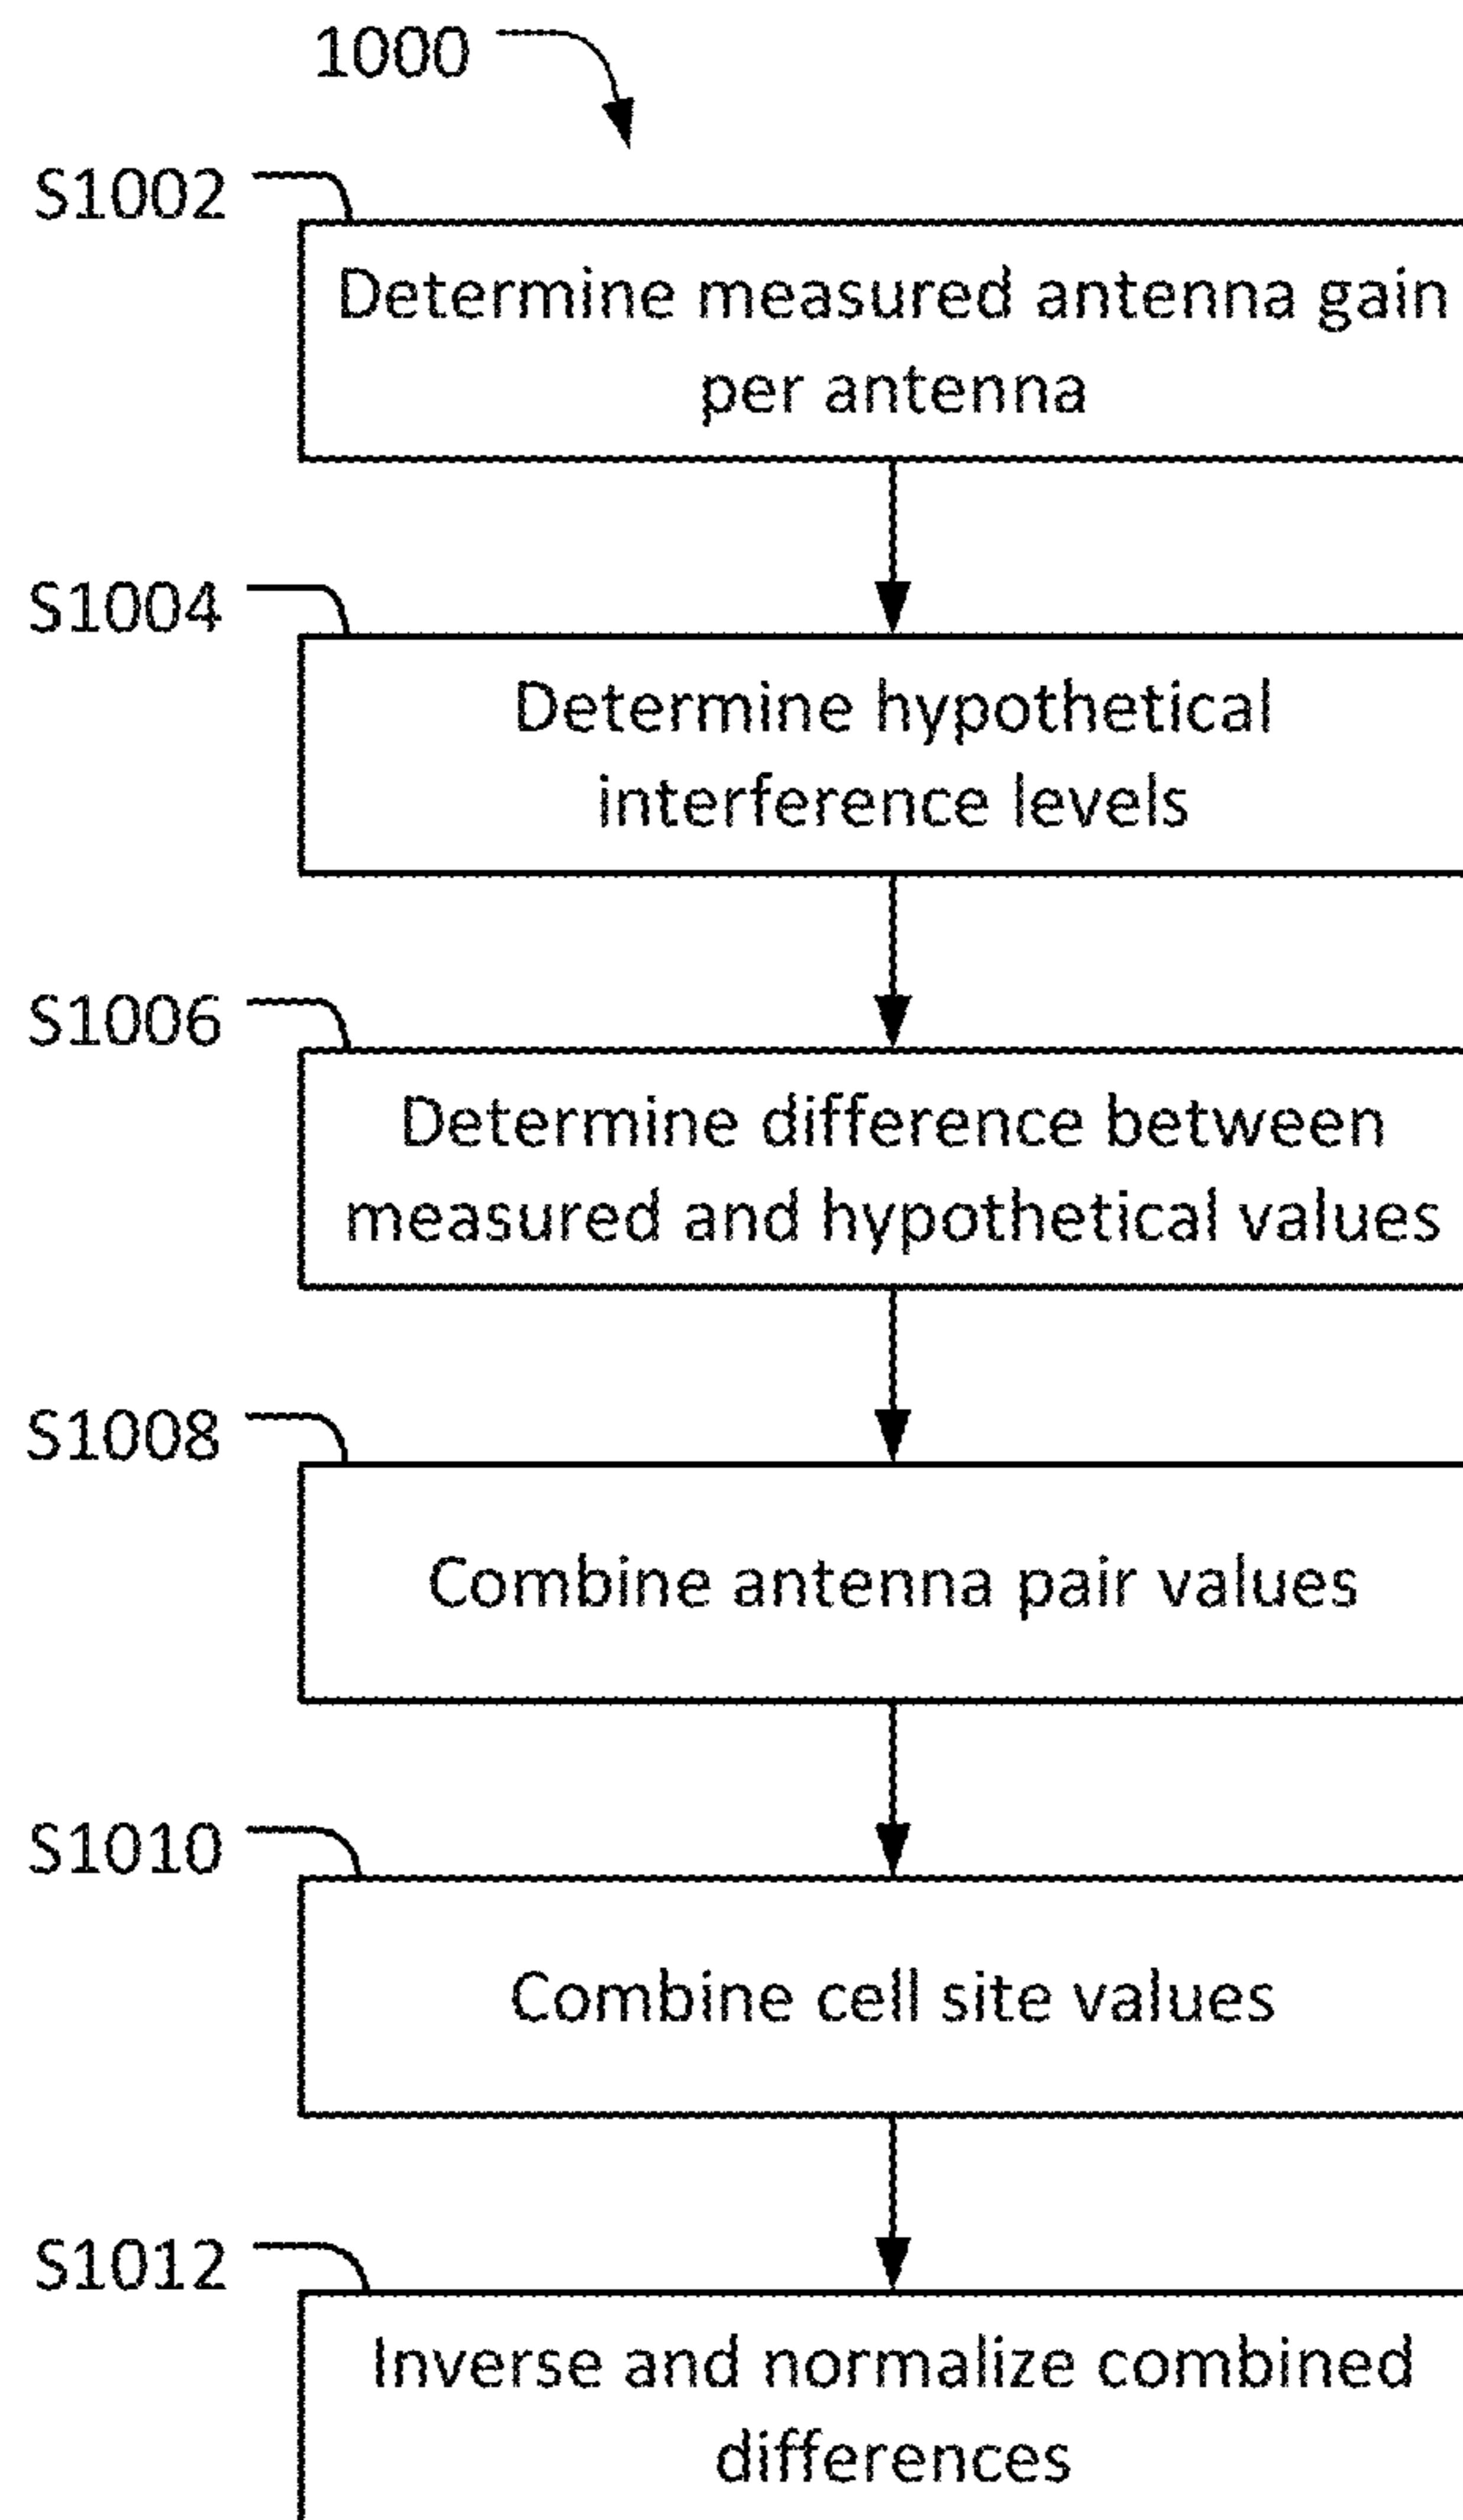 1000
S1002
Determine measured antenna gain
per antenna
S1004
Determine hypothetical
interference levels
S1006
Determine difference between
measured and hypothetical values
S1008
Combine antenna pair values
S1010
Combine cell site values
S1012
Inverse and normalize combined
differences